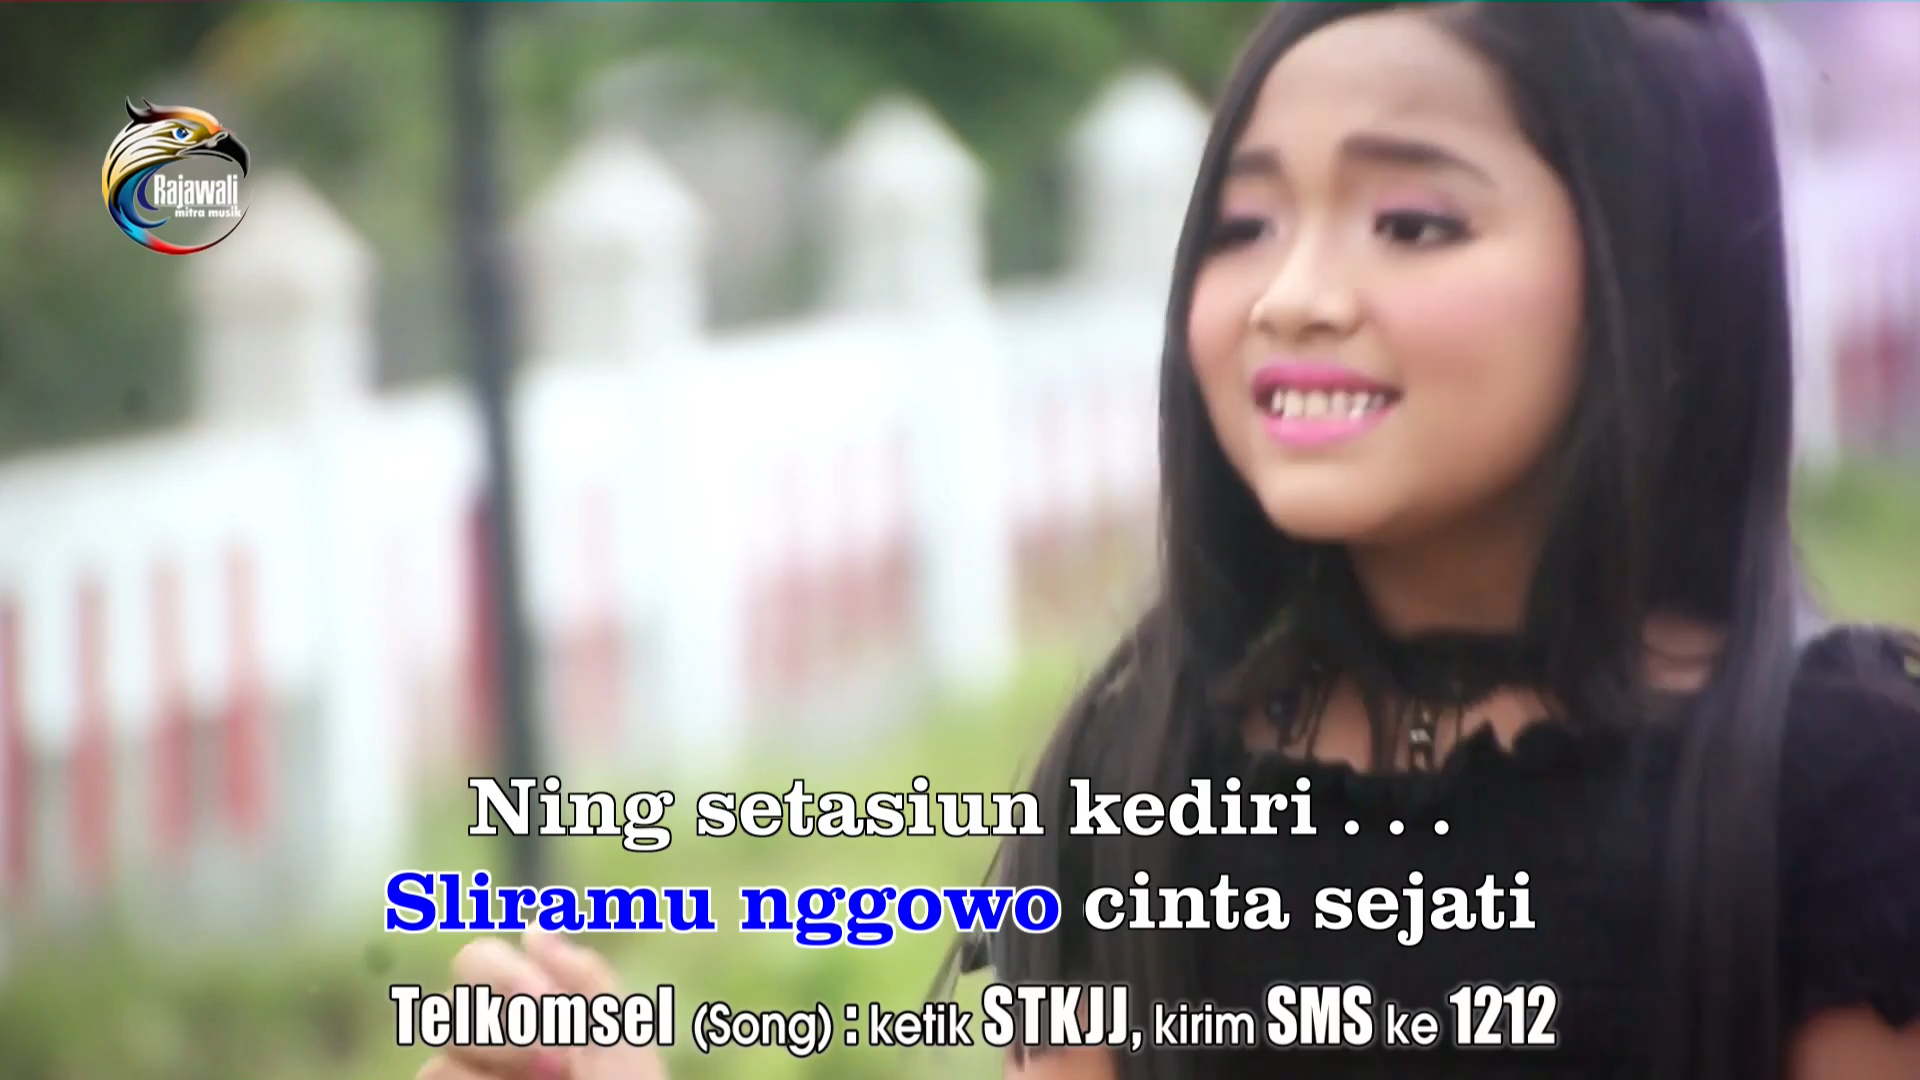 Rajawali
mitra musik
Ning setasiun kediri . . .
Sliramu nggowo cinta sejati
Telkomsel (Song) : ketik STKJJ, kirim SMS ke 1212